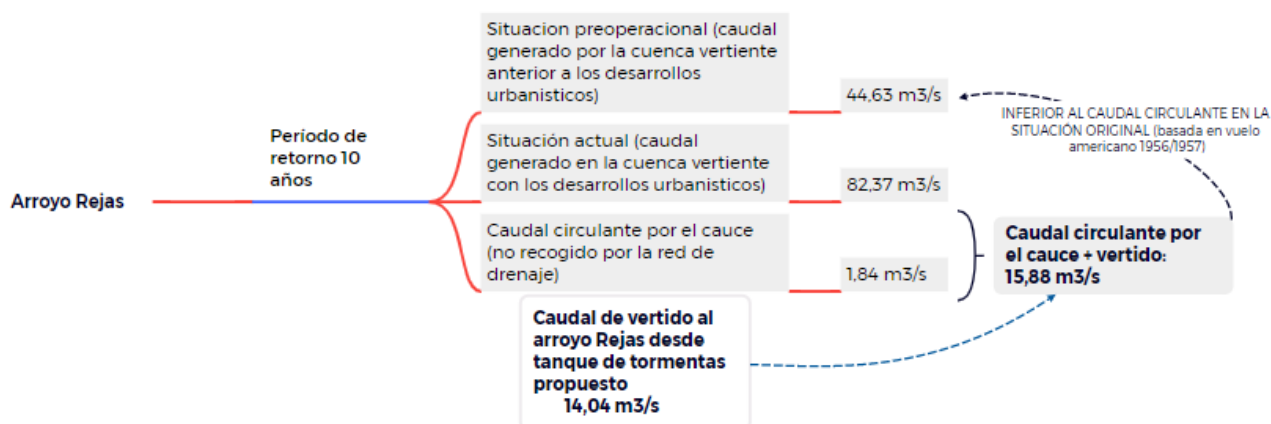 Arroyo Rejas
Período de
retorno 10
años
Situacion preoperacional (caudal
generado por la cuenca vertiente
anterior a los desarrollos
urbanisticos)
44,63 m3/s
Situación actual (caudal
generado en la cuenca vertiente
con los desarrollos urbanisticos)
82,37 m3/s
Caudal circulante por el cauce
(no recogido por la red de
drenaje)
1,84 m3/s
Caudal de vertido al
arroyo Rejas desde
tanque de tormentas
propuesto
14,04 m3/s
Caudal circulante por
el cauce + vertido:
15,88 m3/s
INFERIOR AL CAUDAL CIRCULANTE EN LA
SITUACIÓN ORIGINAL (basada en vuelo
americano 1956/1957)